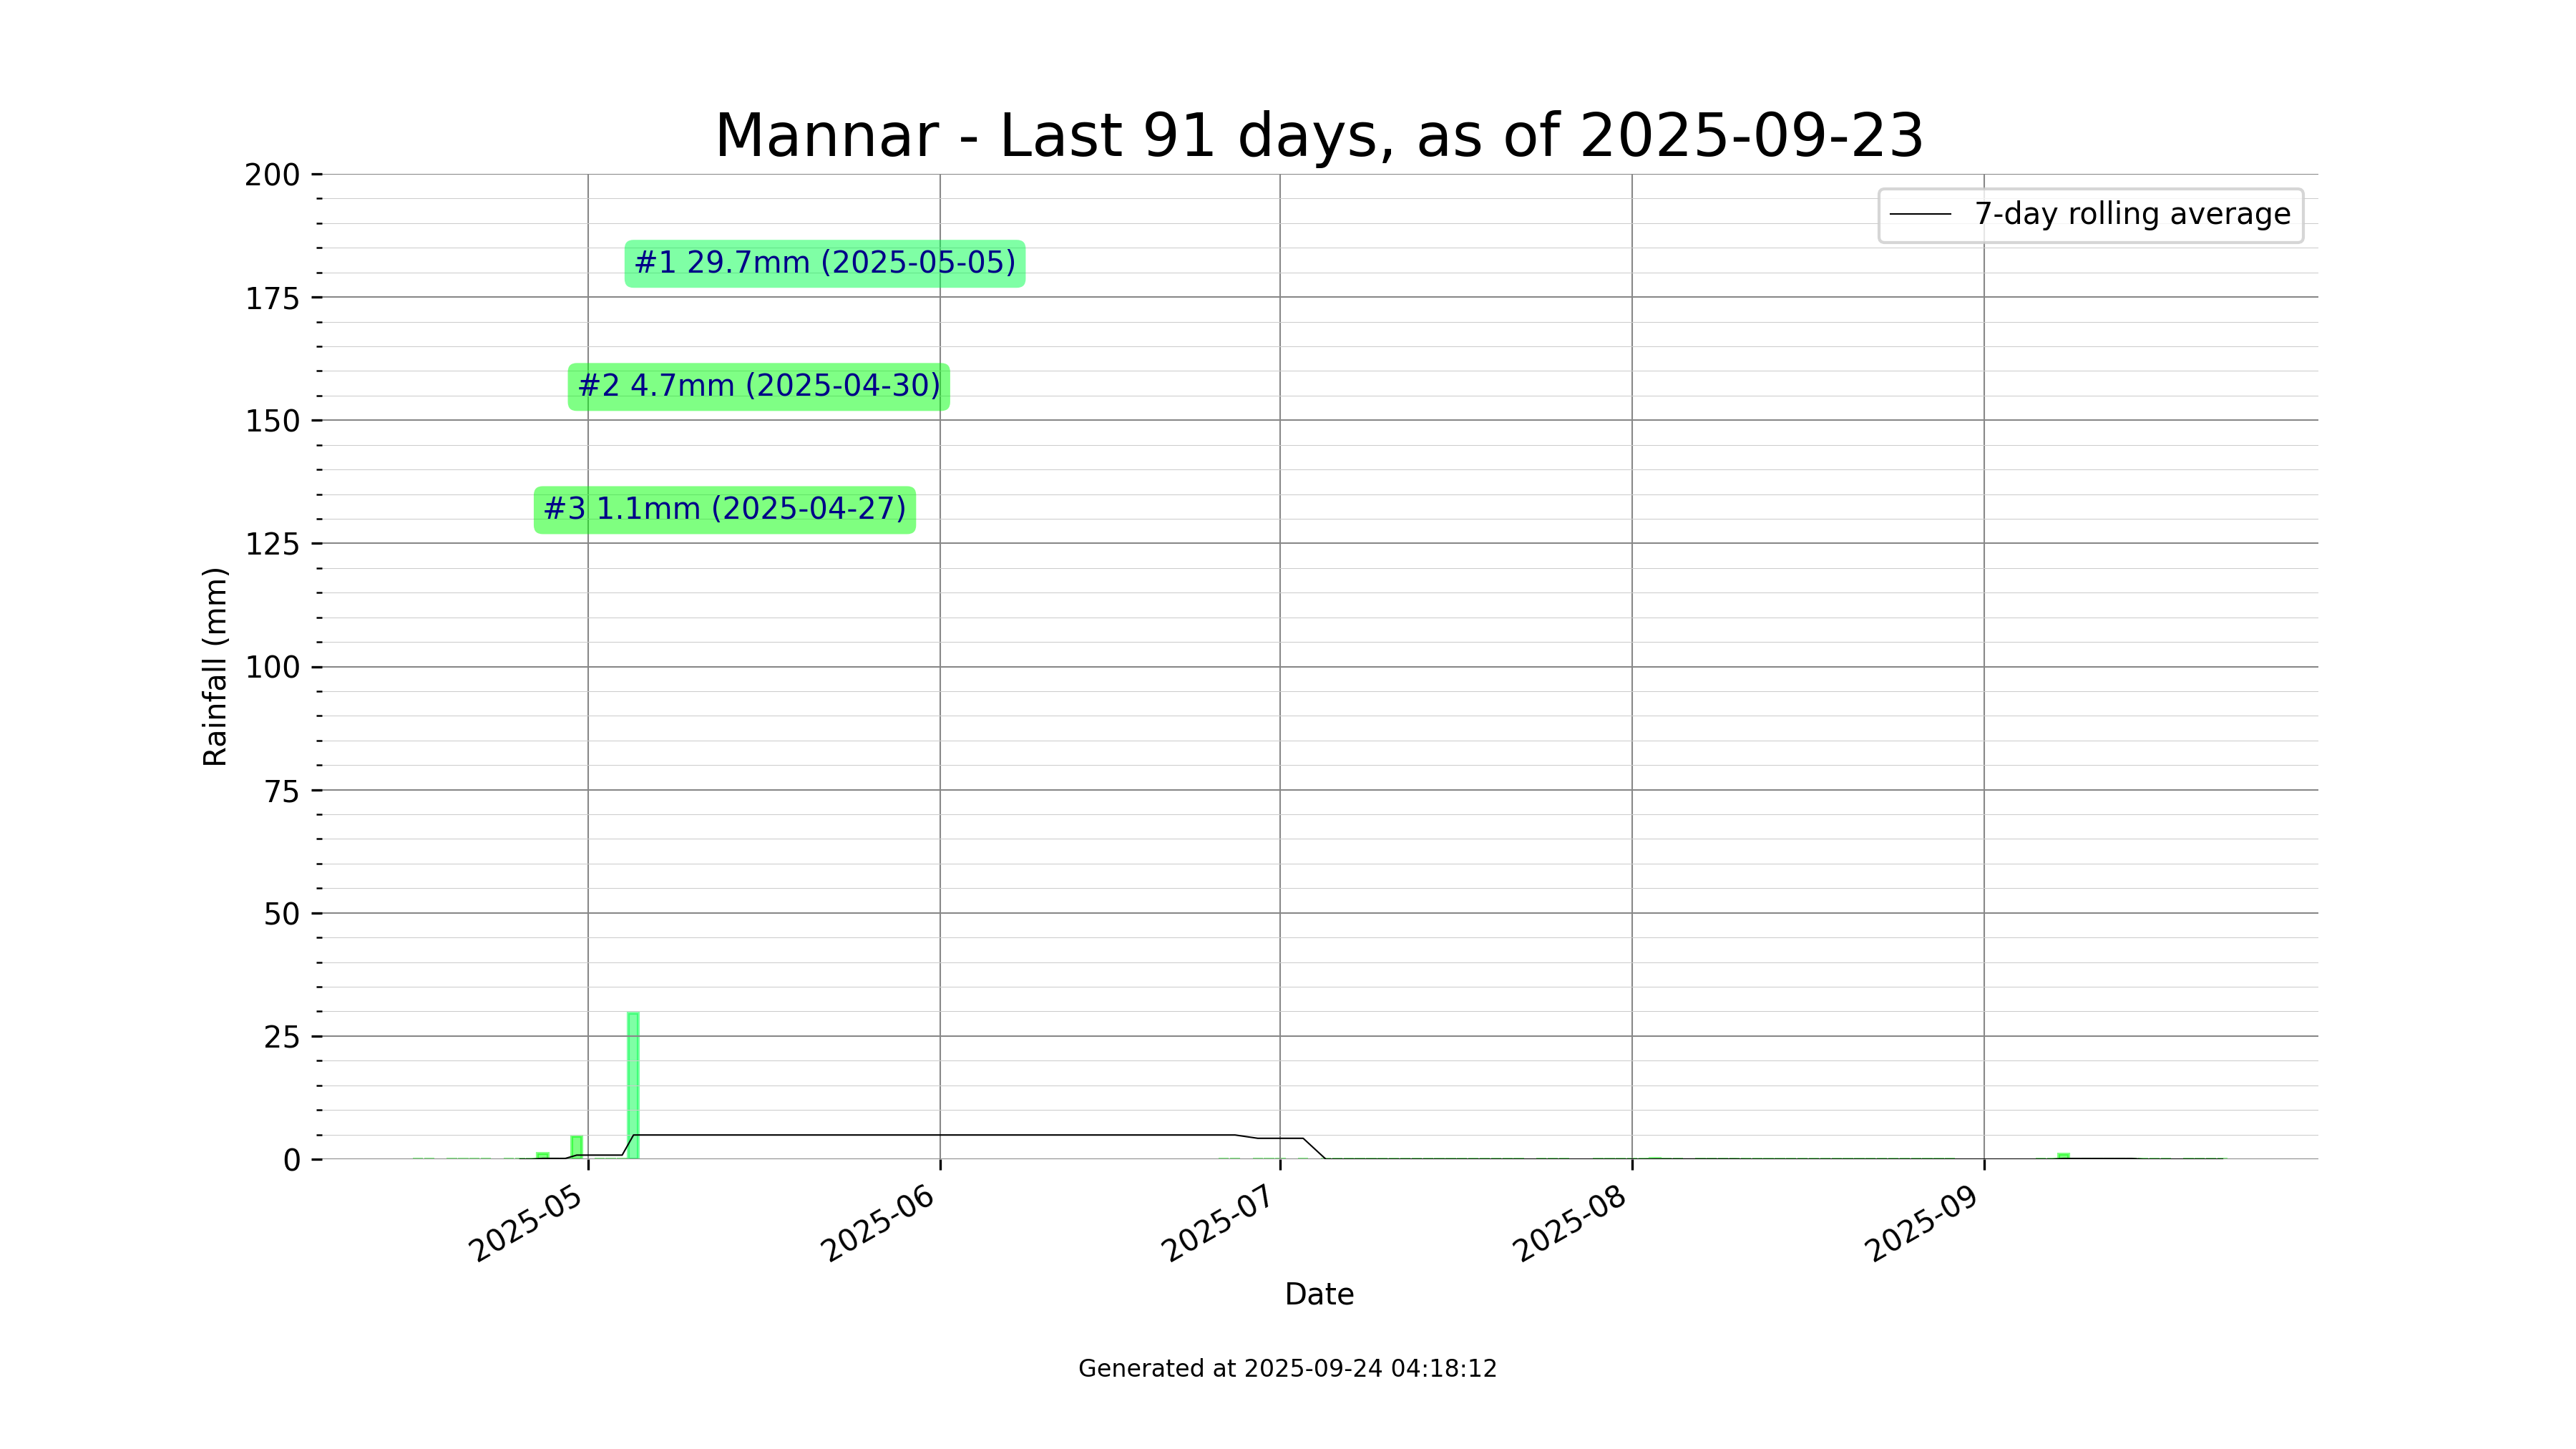 Mannar - Last 91 days, as of 2025-09-23
200
175
150
125
100
75
50
25
0
Rainfall (mm)
7-day rolling average
#1 29.7mm (2025-05-05)
#2 4.7mm (2025-04-30)
#3 1.1mm (2025-04-27)
2025-05
2025-06
2025-07
2025-08
2025-09
Date
Generated at 2025-09-24 04:18:12